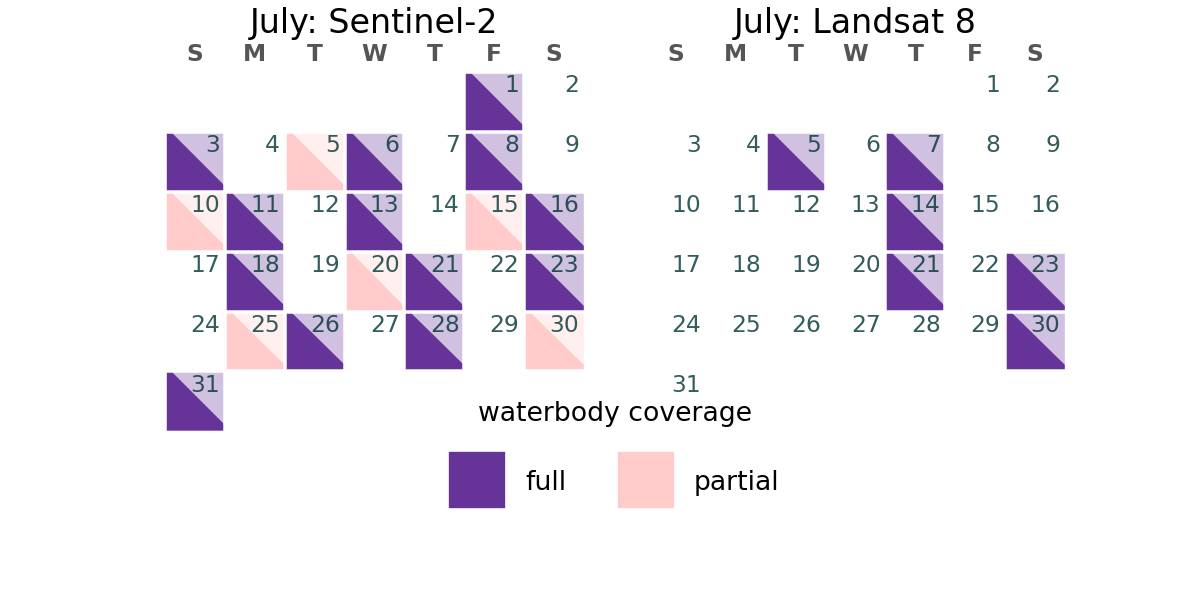 July: Sentinel-2
S M T W T F S
1 2
3 4 5 6 7 8 9
10 11 12 13 14 15 16
17 18 19 20 21 22 23
24 25 26 27 28 29 30
31
July: Landsat 8
S M T W T F S
1 2
3 4 5 6 7 8 9
10 11 12 13 14 15 16
17 18 19 20 21 22 23
24 25 26 27 28 29 30
31
waterbody coverage
full partial